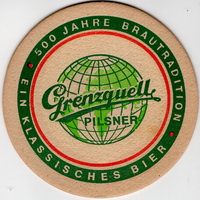 500 JAHRE BRAUTRADITION
Grenzquell
PILSNER
EIN KLASSISCHES BIER